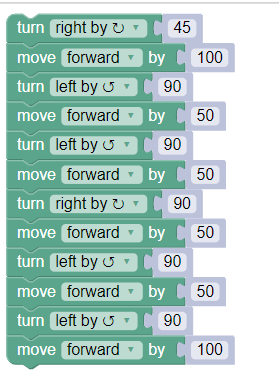 turn right by ↻ ▾ 45
move forward ▾ by 100
turn left by ↺ ▾ 90
move forward ▾ by 50
turn left by ↺ ▾ 90
move forward ▾ by 50
turn right by ↻ ▾ 90
move forward ▾ by 50
turn left by ↺ ▾ 90
move forward ▾ by 50
turn left by ↺ ▾ 90
move forward ▾ by 100